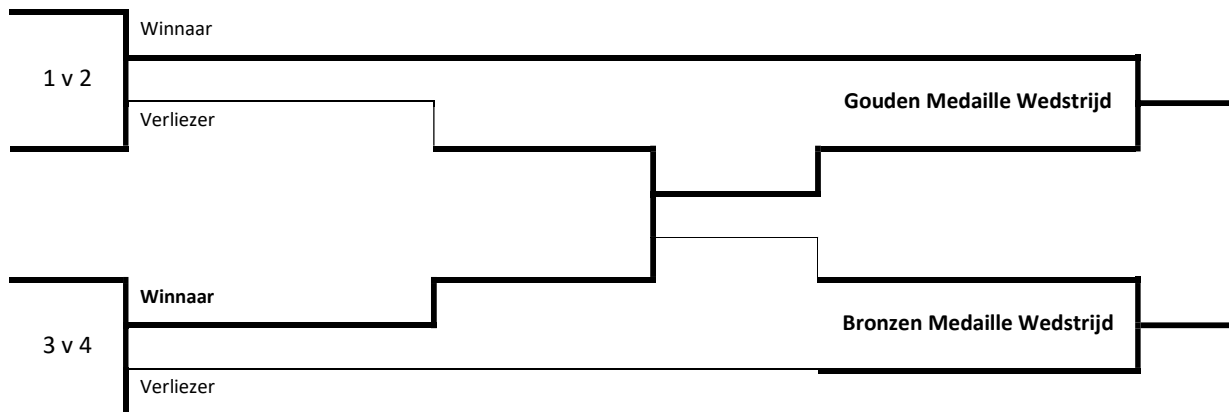 Winnaar
1 v 2
Gouden Medaille Wedstrijd
Verliezer
Winnaar
Bronzen Medaille Wedstrijd
3 v 4
Verliezer